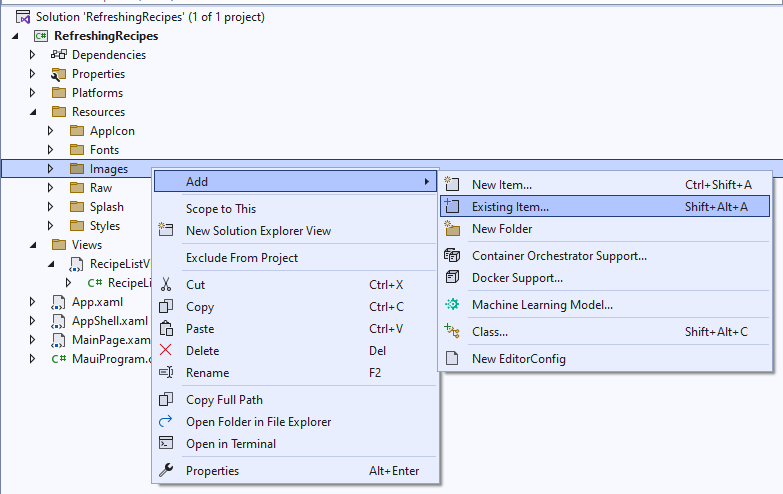 Solution 'RefreshingRecipes' (1 of 1 project)
RefreshingRecipes
Dependencies
Properties
Platforms
Resources
AppIcon
Fonts
Images
Raw
Splash
Styles
Views
RecipeListV
RecipeLi
App.xaml
AppShell.xaml
MainPage.xam
MauiProgram.c
Add
Scope to This
New Solution Explorer View
Exclude From Project
Cut Ctrl+X
Copy Ctrl+C
Paste Ctrl+V
Delete Del
Rename F2
Copy Full Path
Open Folder in File Explorer
Open in Terminal
Properties Alt+Enter
New Item... Ctrl+Shift+A
Existing Item... Shift+Alt+A
New Folder
Container Orchestrator Support...
Docker Support...
Machine Learning Model...
Class... Shift+Alt+C
New EditorConfig